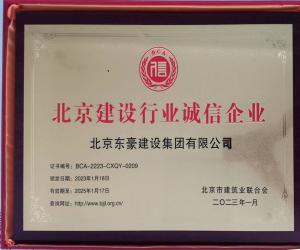 BCA
信
北京建设行业诚信企业
北京东豪建设集团有限公司
证书编号：BCA-2223-CXQY-0209
颁发日期：2023年1月18日
有效期至：2025年1月17日
查询网址：http://www.bjjl.org.cn/
北京市建筑业联合会
二〇二三年一月